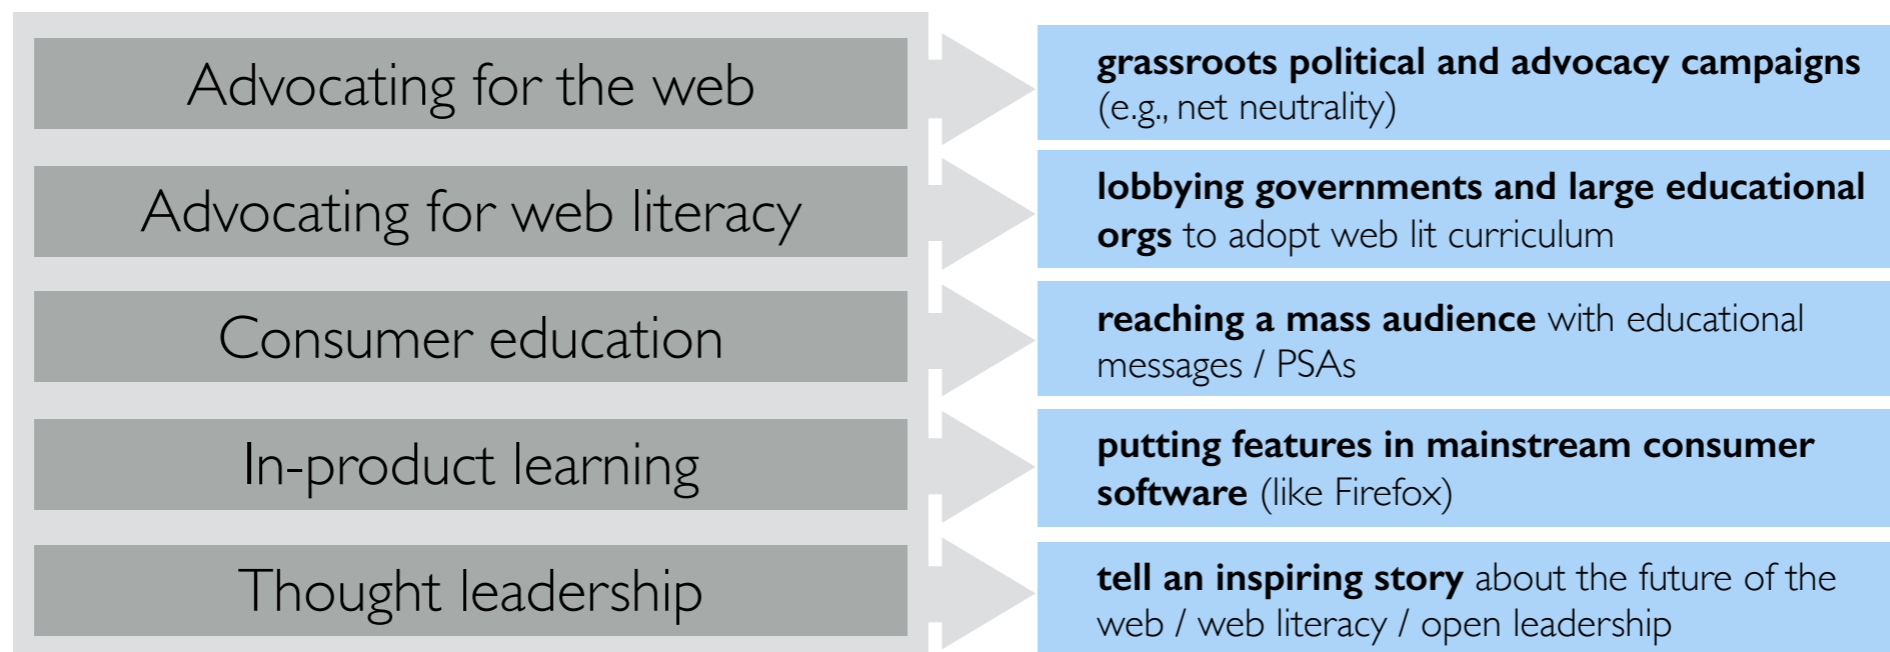 Advocating for the web
grassroots political and advocacy campaigns
(e.g., net neutrality)
Advocating for web literacy
lobbying governments and large educational
orgs to adopt web lit curriculum
Consumer education
reaching a mass audience with educational
messages / PSAs
In-product learning
putting features in mainstream consumer
software (like Firefox)
Thought leadership
tell an inspiring story about the future of the
web / web literacy / open leadership